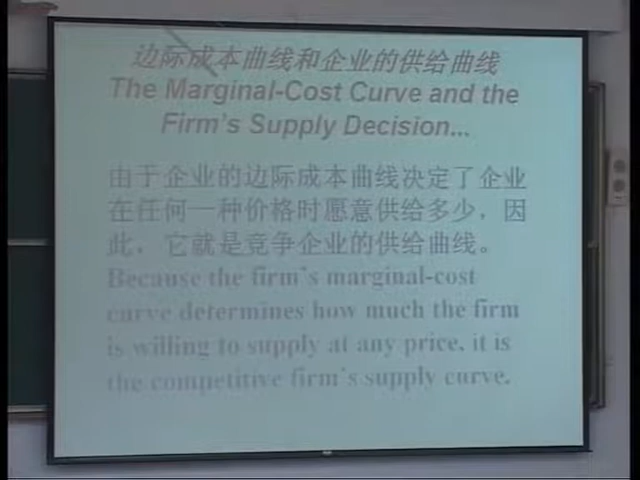 边际成本曲线和企业的供给曲线
The Marginal-Cost Curve and the
Firm's Supply Decision...
由于企业的边际成本曲线决定了企业
在任何一种价格时愿意供给多少，因
此，它就是竞争企业的供给曲线。
Because the firm's marginal-cost
curve determines how much the firm
is willing to supply at any price, it is
the competitive firm's supply curve.